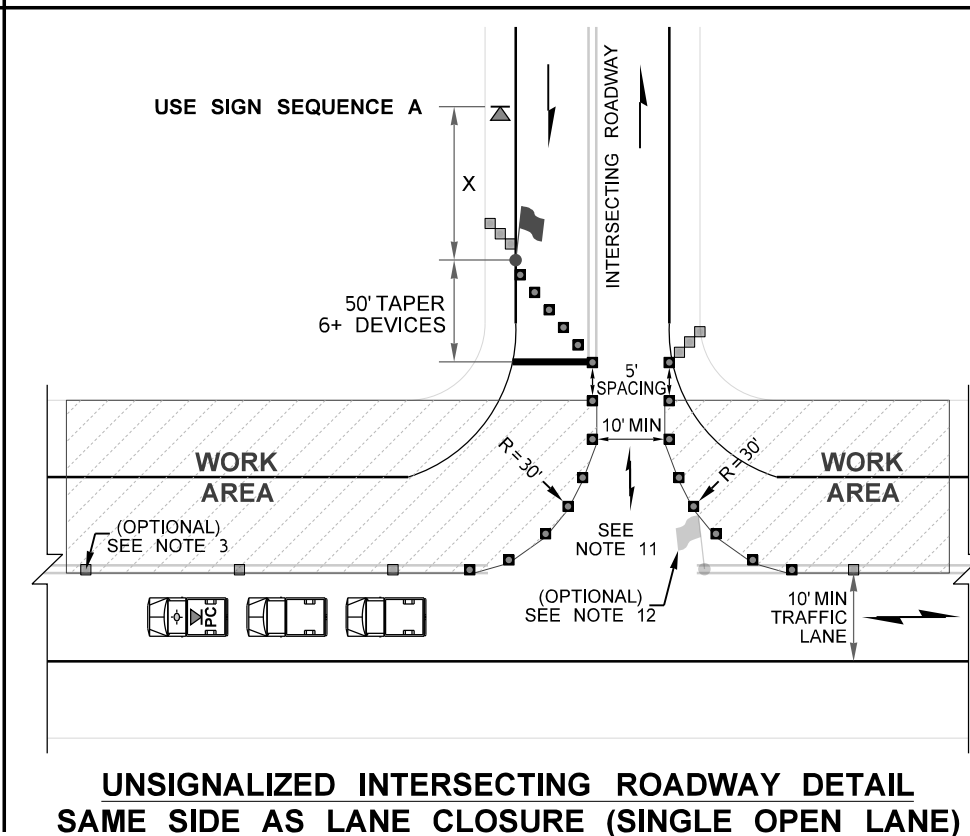 USE SIGN SEQUENCE A
INTERSECTING ROADWAY
X
50' TAPER
6+ DEVICES
5'
SPACING
10' MIN
R = 30'
R = 30'
WORK
AREA
WORK
AREA
(OPTIONAL)
SEE NOTE 3
SEE
NOTE 11
(OPTIONAL)
SEE NOTE 12
10' MIN
TRAFFIC
LANE
PC
UNSIGNALIZED INTERSECTING ROADWAY DETAIL
SAME SIDE AS LANE CLOSURE (SINGLE OPEN LANE)